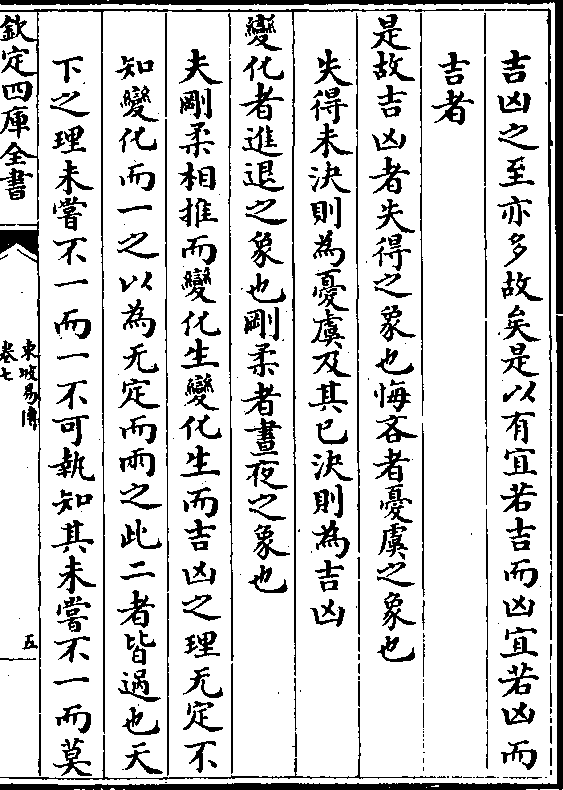 吉凶之至亦多故矣是以有宜若吉而凶宜若凶而
吉者
是故吉凶者失得之象也悔吝者憂虞之象也
失得未決則為憂虞及其已決則為吉凶
變化者進退之象也剛柔者晝夜之象也
夫剛柔相推而變化生變化生而吉凶之理无定不
知變化而一之以為无定而兩之此二者皆過也天
下之理未嘗不一而一不可執知其未嘗不一而莫
欽定四庫全書
東坡易傳
卷七
五